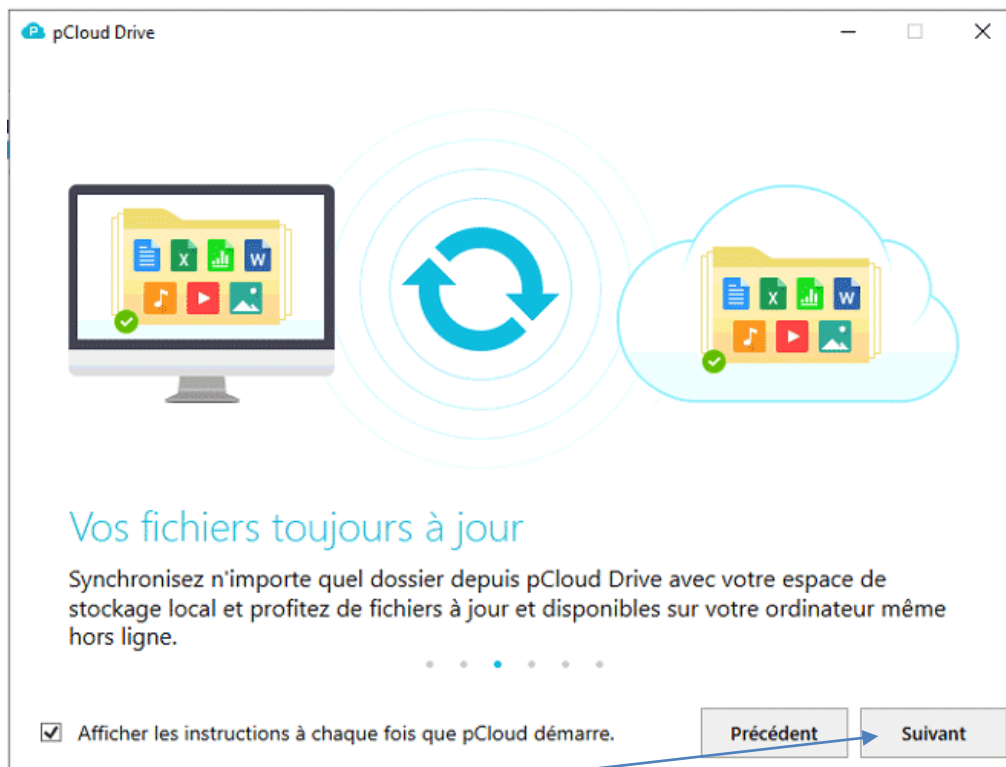 pCloud Drive
Vos fichiers toujours à jour
Synchronisez n'importe quel dossier depuis pCloud Drive avec votre espace de
stockage local et profitez de fichiers à jour et disponibles sur votre ordinateur même
hors ligne.
Afficher les instructions à chaque fois que pCloud démarre.
Précédent
Suivant